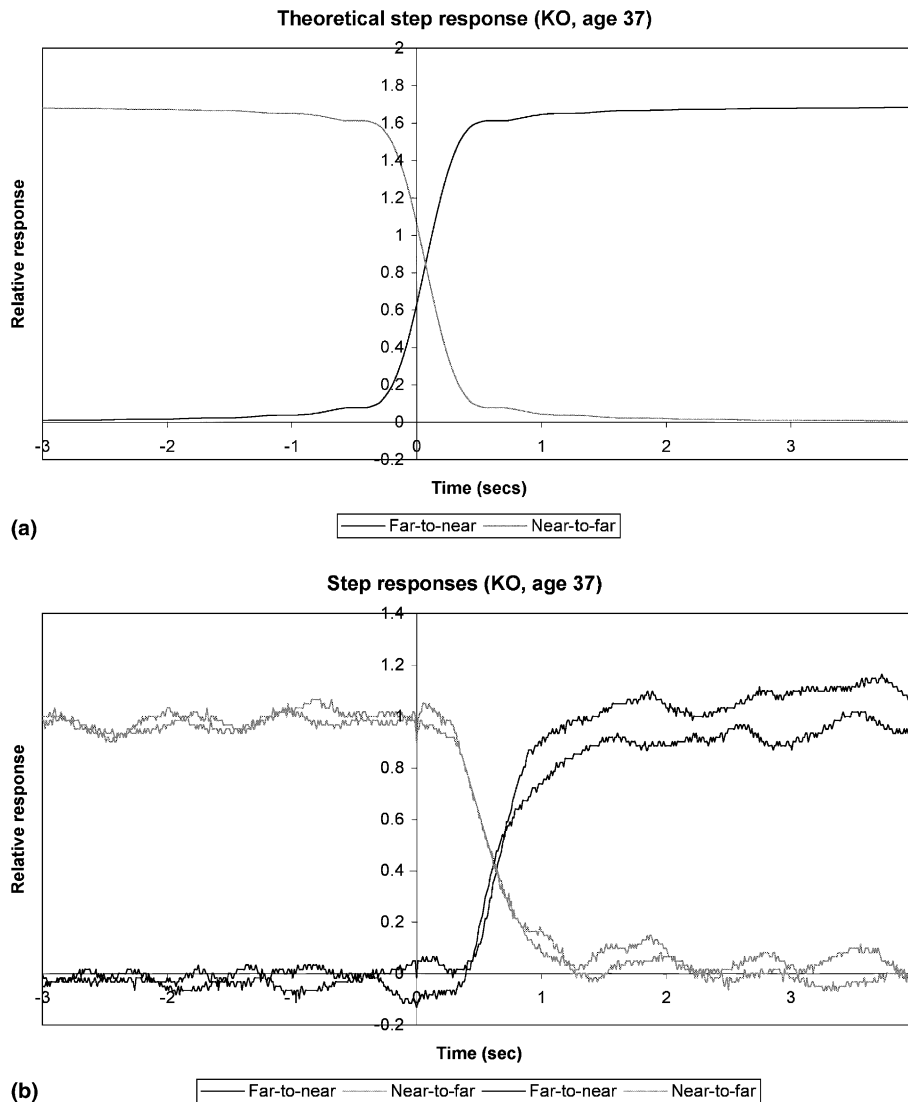 Theoretical step response (KO, age 37)
2
1.8
1.6
1.4
1.2
1
0.8
0.6
0.4
0.2
0
-0.2
-3
-2
-1
0
1
2
3
Relative response
Time (secs)
(a)
Far-to-near
Near-to-far
Step responses (KO, age 37)
1.4
1.2
1
0.8
0.6
0.4
0.2
0
-0.2
-3
-2
-1
0
1
2
3
Relative response
Time (sec)
(b)
Far-to-near
Near-to-far
Far-to-near
Near-to-far